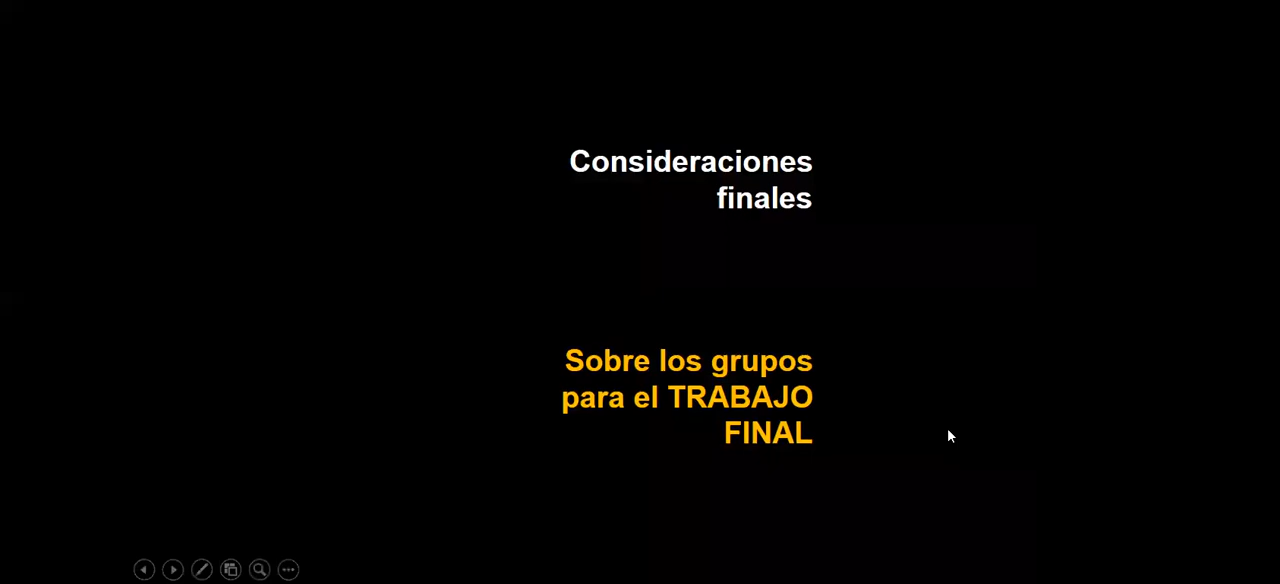 Consideraciones
finales
Sobre los grupos
para el TRABAJO
FINAL